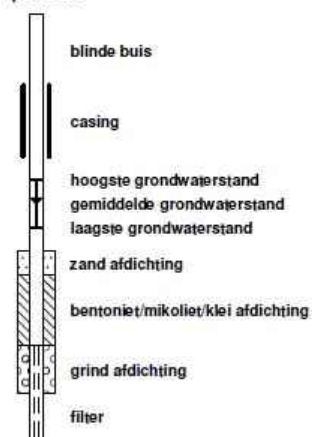 blinde buis
casing
hoogste grondwaterstand
gemiddelde grondwaterstand
laagste grondwaterstand
zand afdichting
bentoniet/mikoliet/klei afdichting
grind afdichting
filter